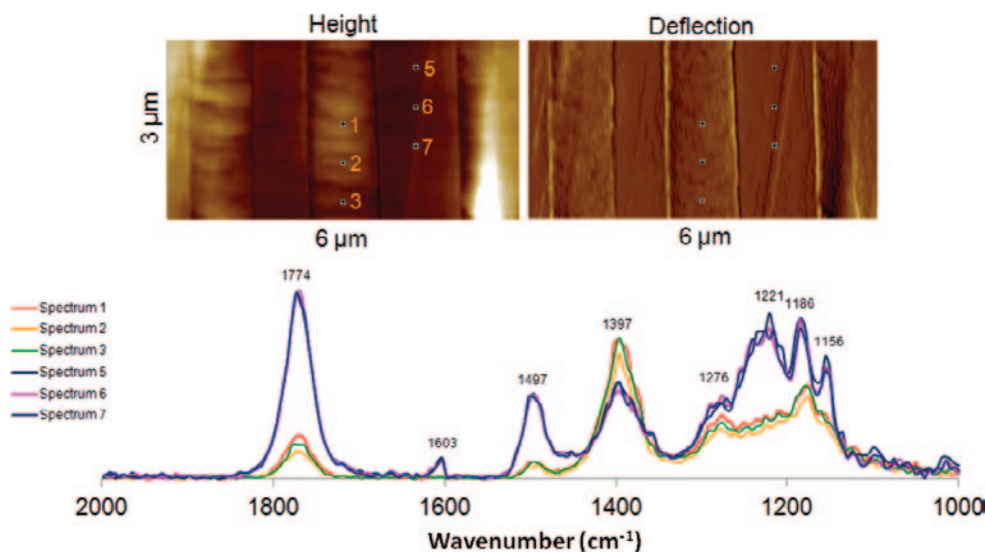 Height
Deflection
3 µm
5
6
1
7
2
3
6 µm
6 µm
1774
1221
1186
1397
1156
1497
1276
1603
Spectrum 1
Spectrum 2
Spectrum 3
Spectrum 5
Spectrum 6
Spectrum 7
2000
1800
1600
1400
1200
1000
Wavenumber (cm⁻¹)